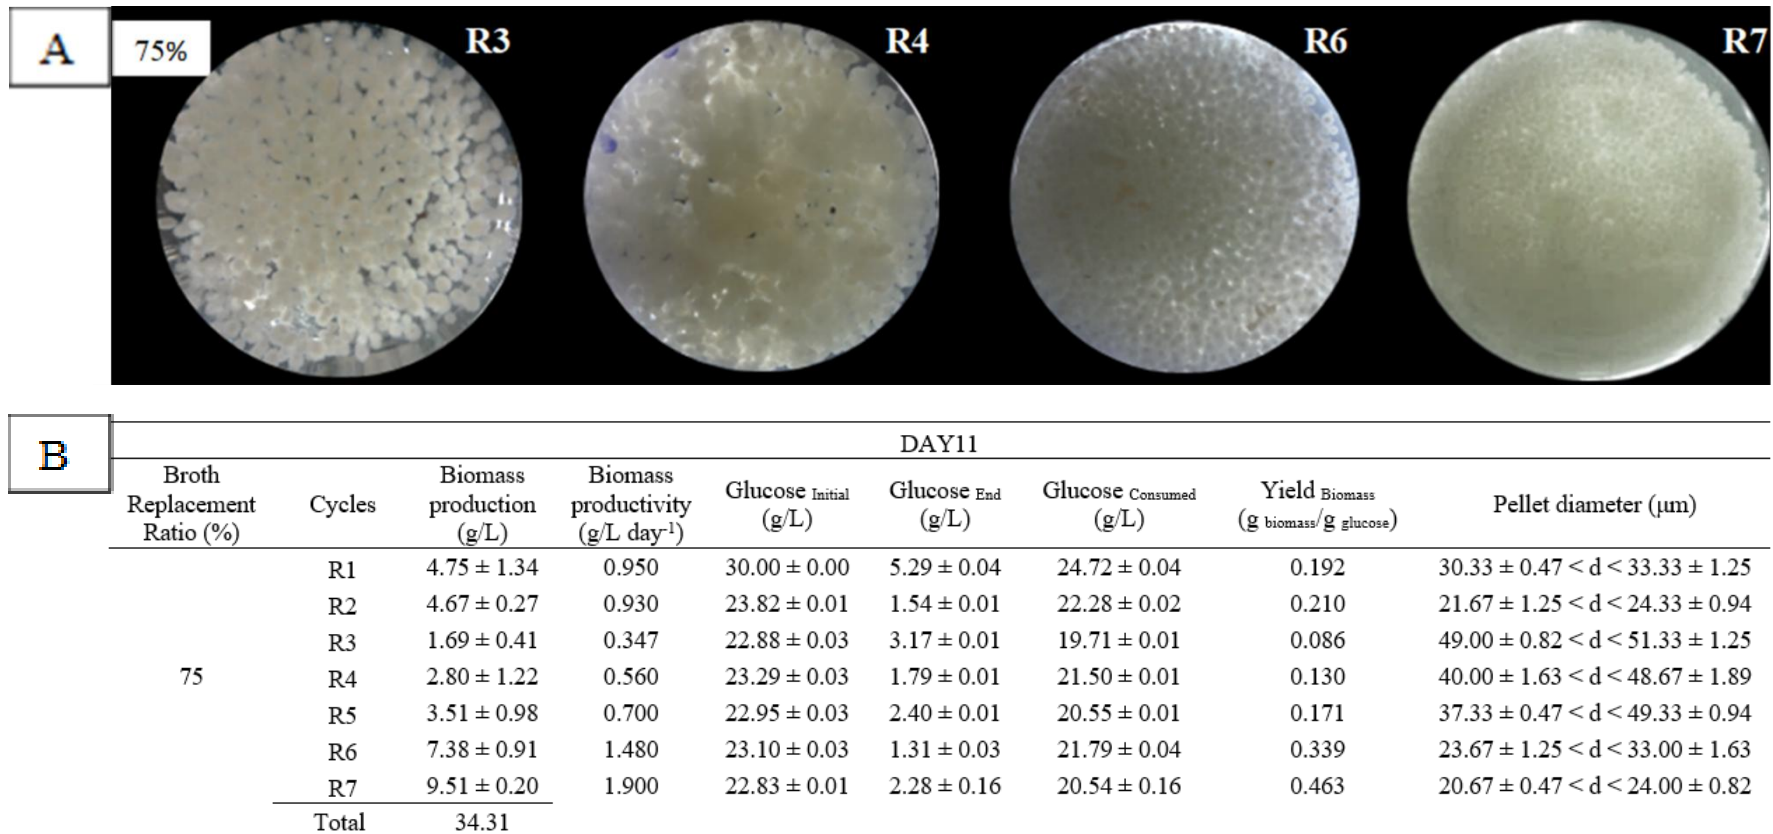 A
75%
R3
R4
R6
R7
B
DAY11
Broth Replacement Ratio (%) Cycles Biomass production (g/L) Biomass productivity (g/L day-1) Glucose Initial (g/L) Glucose End (g/L) Glucose Consumed (g/L) Yield Biomass (g biomass/g glucose) Pellet diameter (µm)
R1 4.75 ± 1.34 0.950 30.00 ± 0.00 5.29 ± 0.04 24.72 ± 0.04 0.192 30.33 ± 0.47 < d < 33.33 ± 1.25
R2 4.67 ± 0.27 0.930 23.82 ± 0.01 1.54 ± 0.01 22.28 ± 0.02 0.210 21.67 ± 1.25 < d < 24.33 ± 0.94
R3 1.69 ± 0.41 0.347 22.88 ± 0.03 3.17 ± 0.01 19.71 ± 0.01 0.086 49.00 ± 0.82 < d < 51.33 ± 1.25
75 R4 2.80 ± 1.22 0.560 23.29 ± 0.03 1.79 ± 0.01 21.50 ± 0.01 0.130 40.00 ± 1.63 < d < 48.67 ± 1.89
R5 3.51 ± 0.98 0.700 22.95 ± 0.03 2.40 ± 0.01 20.55 ± 0.01 0.171 37.33 ± 0.47 < d < 49.33 ± 0.94
R6 7.38 ± 0.91 1.480 23.10 ± 0.03 1.31 ± 0.03 21.79 ± 0.04 0.339 23.67 ± 1.25 < d < 33.00 ± 1.63
R7 9.51 ± 0.20 1.900 22.83 ± 0.01 2.28 ± 0.16 20.54 ± 0.16 0.463 20.67 ± 0.47 < d < 24.00 ± 0.82
Total 34.31